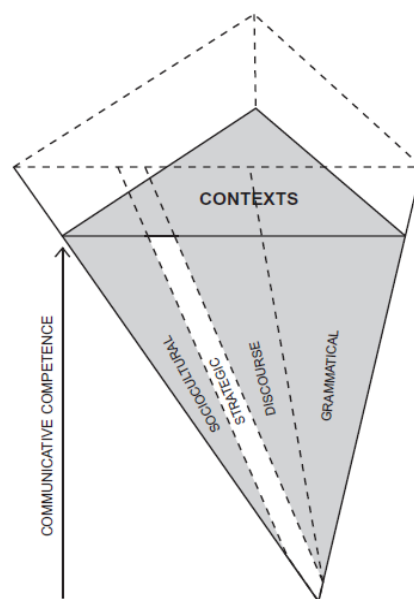 CONTEXTS
COMMUNICATIVE COMPETENCE
SOCIOCULTURAL
STRATEGIC
DISCOURSE
GRAMMATICAL